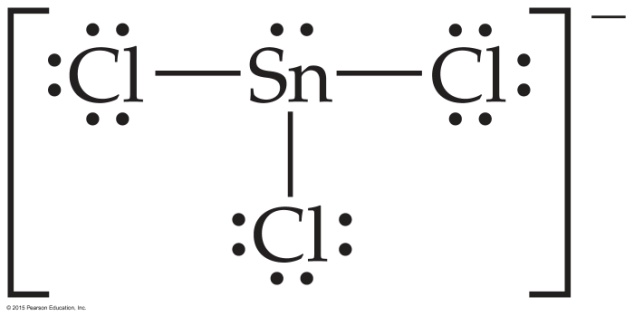 Cl Sn Cl −
Cl
© 2015 Pearson Education, Inc.